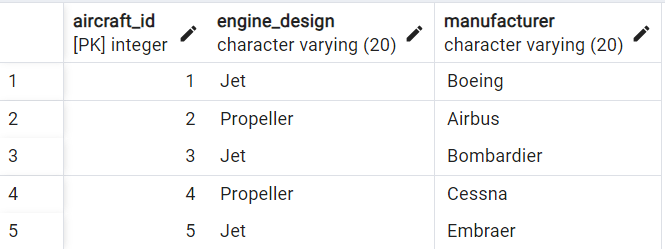 aircraft_id engine_design manufacturer
[PK] integer character varying (20) character varying (20)
1 1 Jet Boeing
2 2 Propeller Airbus
3 3 Jet Bombardier
4 4 Propeller Cessna
5 5 Jet Embraer